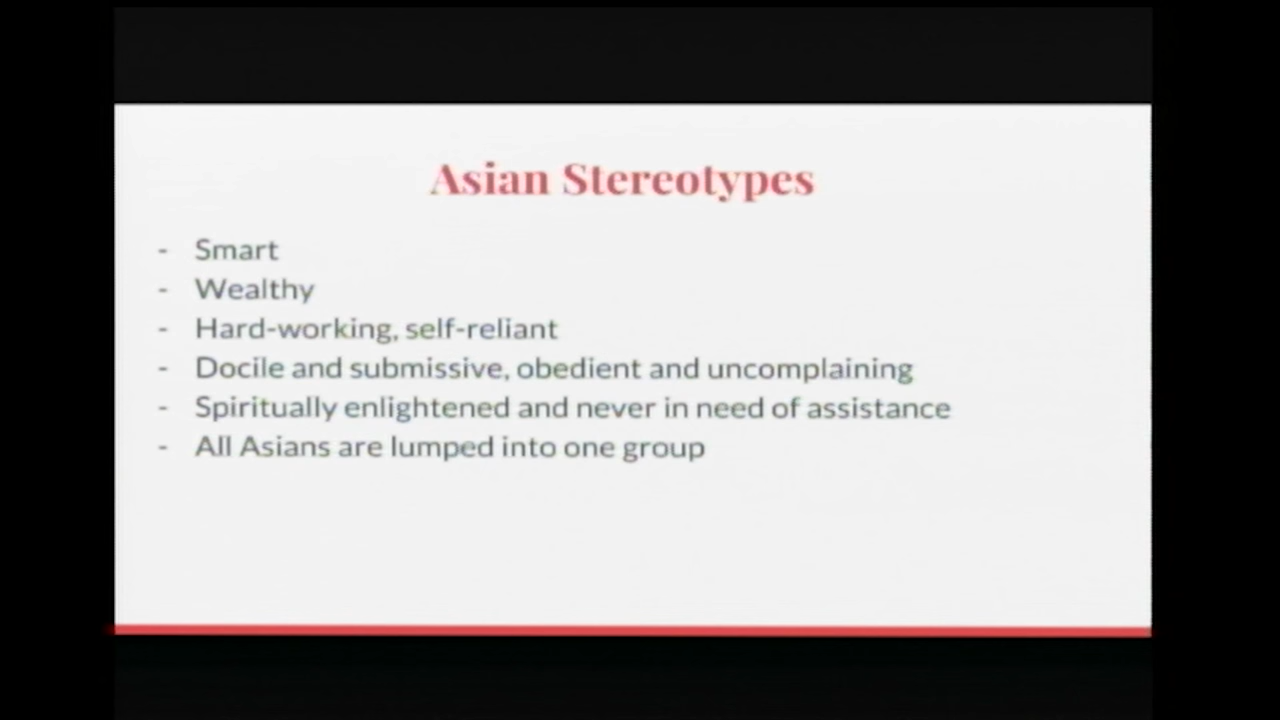 Asian Stereotypes
- Smart
- Wealthy
- Hard-working, self-reliant
- Docile and submissive, obedient and uncomplaining
- Spiritually enlightened and never in need of assistance
- All Asians are lumped into one group